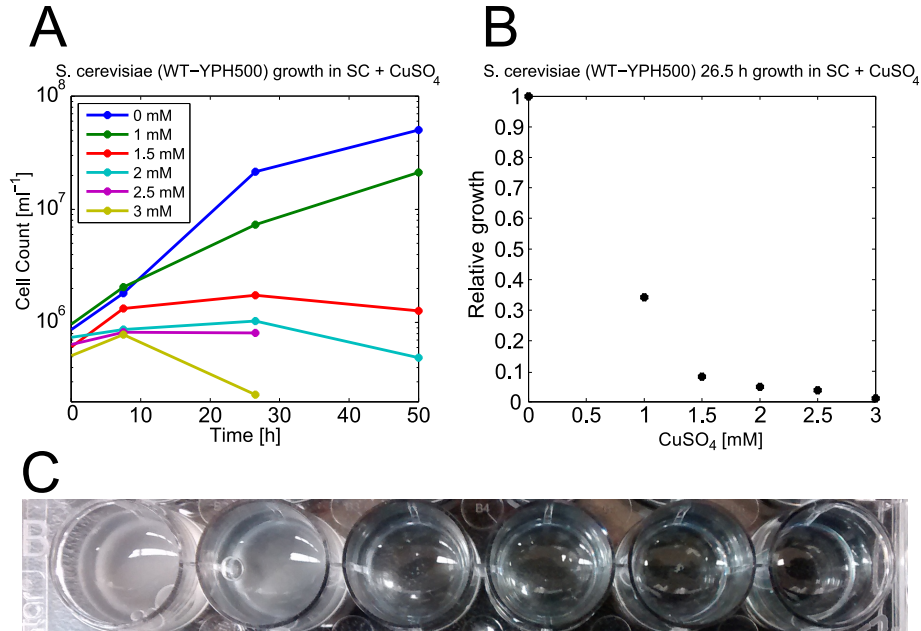 A
S. cerevisiae (WT−YPH500) growth in SC + CuSO4
10^8
10^7
10^6
Cell Count [ml^−1]
0 mM
1 mM
1.5 mM
2 mM
2.5 mM
3 mM
0 10 20 30 40 50
Time [h]
B
S. cerevisiae (WT−YPH500) 26.5 h growth in SC + CuSO4
1
0.9
0.8
0.7
0.6
0.5
0.4
0.3
0.2
0.1
0
Relative growth
0 0.5 1 1.5 2 2.5 3
CuSO4 [mM]
C
B4